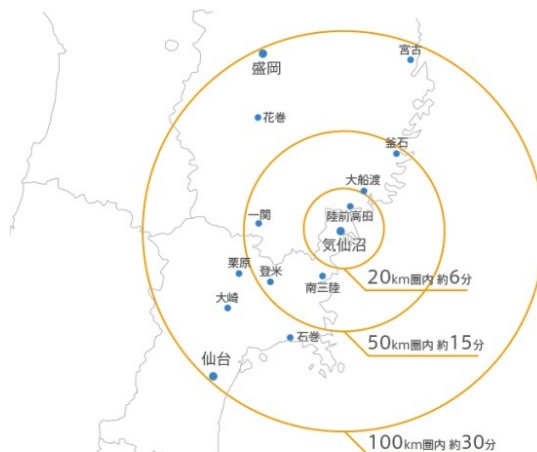 宮古
盛岡
花巻
釜石
大船渡
陸前高田
一関
気仙沼
栗原
登米
南三陸
20km圏内 約6分
大崎
石巻
50km圏内 約15分
仙台
100km圏内 約30分